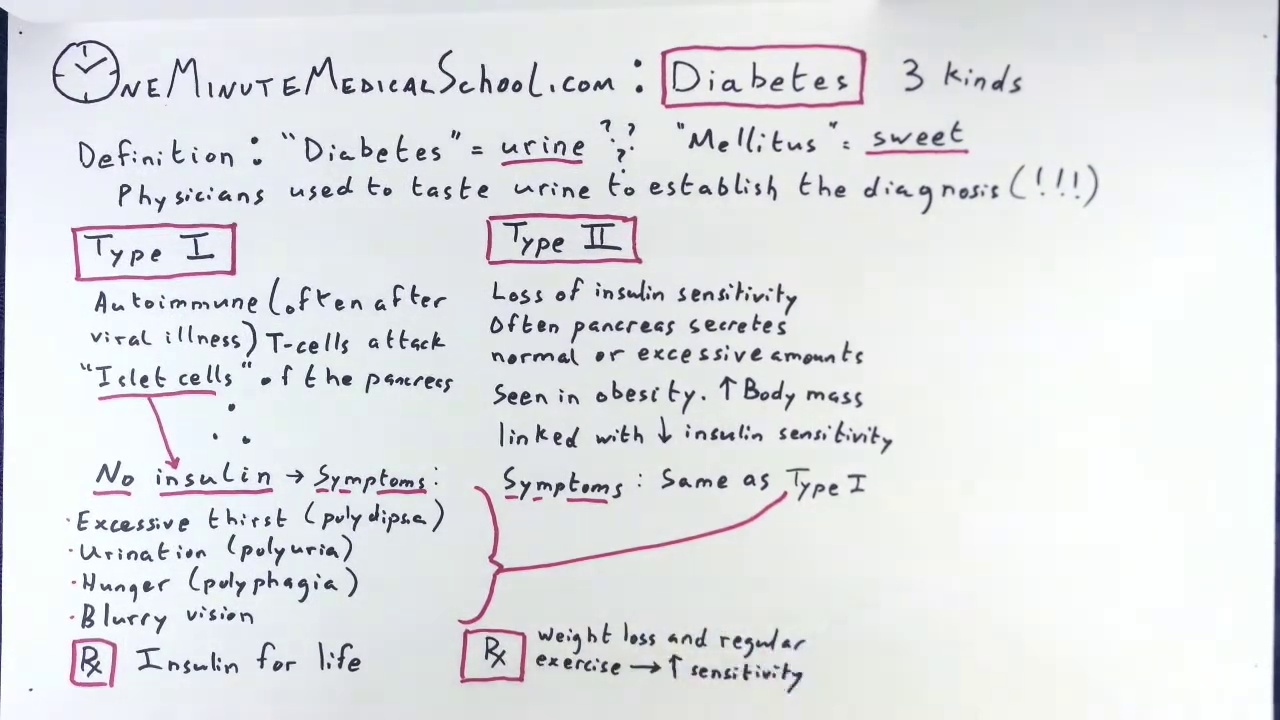 OneMinuteMedicalSchool.com : Diabetes 3 kinds
Definition : "Diabetes" = urine ??? "Mellitus" = sweet
Physicians used to taste urine to establish the diagnosis (!!!)
Type I
Autoimmune (often after
viral illness) T-cells attack
"Islet cells" of the pancreas
∴
No insulin → Symptoms:
· Excessive thirst (polydipsia)
· Urination (polyuria)
· Hunger (polyphagia)
· Blurry vision
Rx Insulin for life
Type II
Loss of insulin sensitivity
Often pancreas secretes
normal or excessive amounts
Seen in obesity. ↑ Body mass
linked with ↓ insulin sensitivity
Symptoms : Same as Type I
Rx weight loss and regular
exercise → ↑ sensitivity